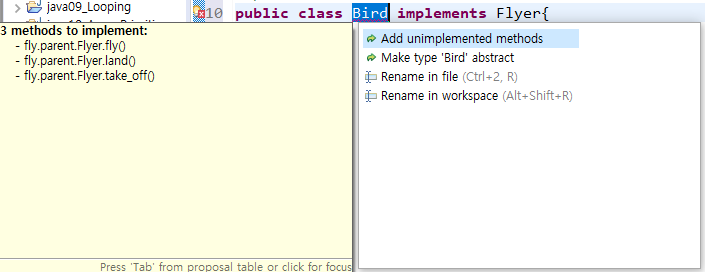 java09_Looping
10 public class Bird implements Flyer{
3 methods to implement:
- fly.parent.Flyer.fly()
- fly.parent.Flyer.land()
- fly.parent.Flyer.take_off()
Add unimplemented methods
Make type 'Bird' abstract
Rename in file (Ctrl+2, R)
Rename in workspace (Alt+Shift+R)
Press 'Tab' from proposal table or click for focus